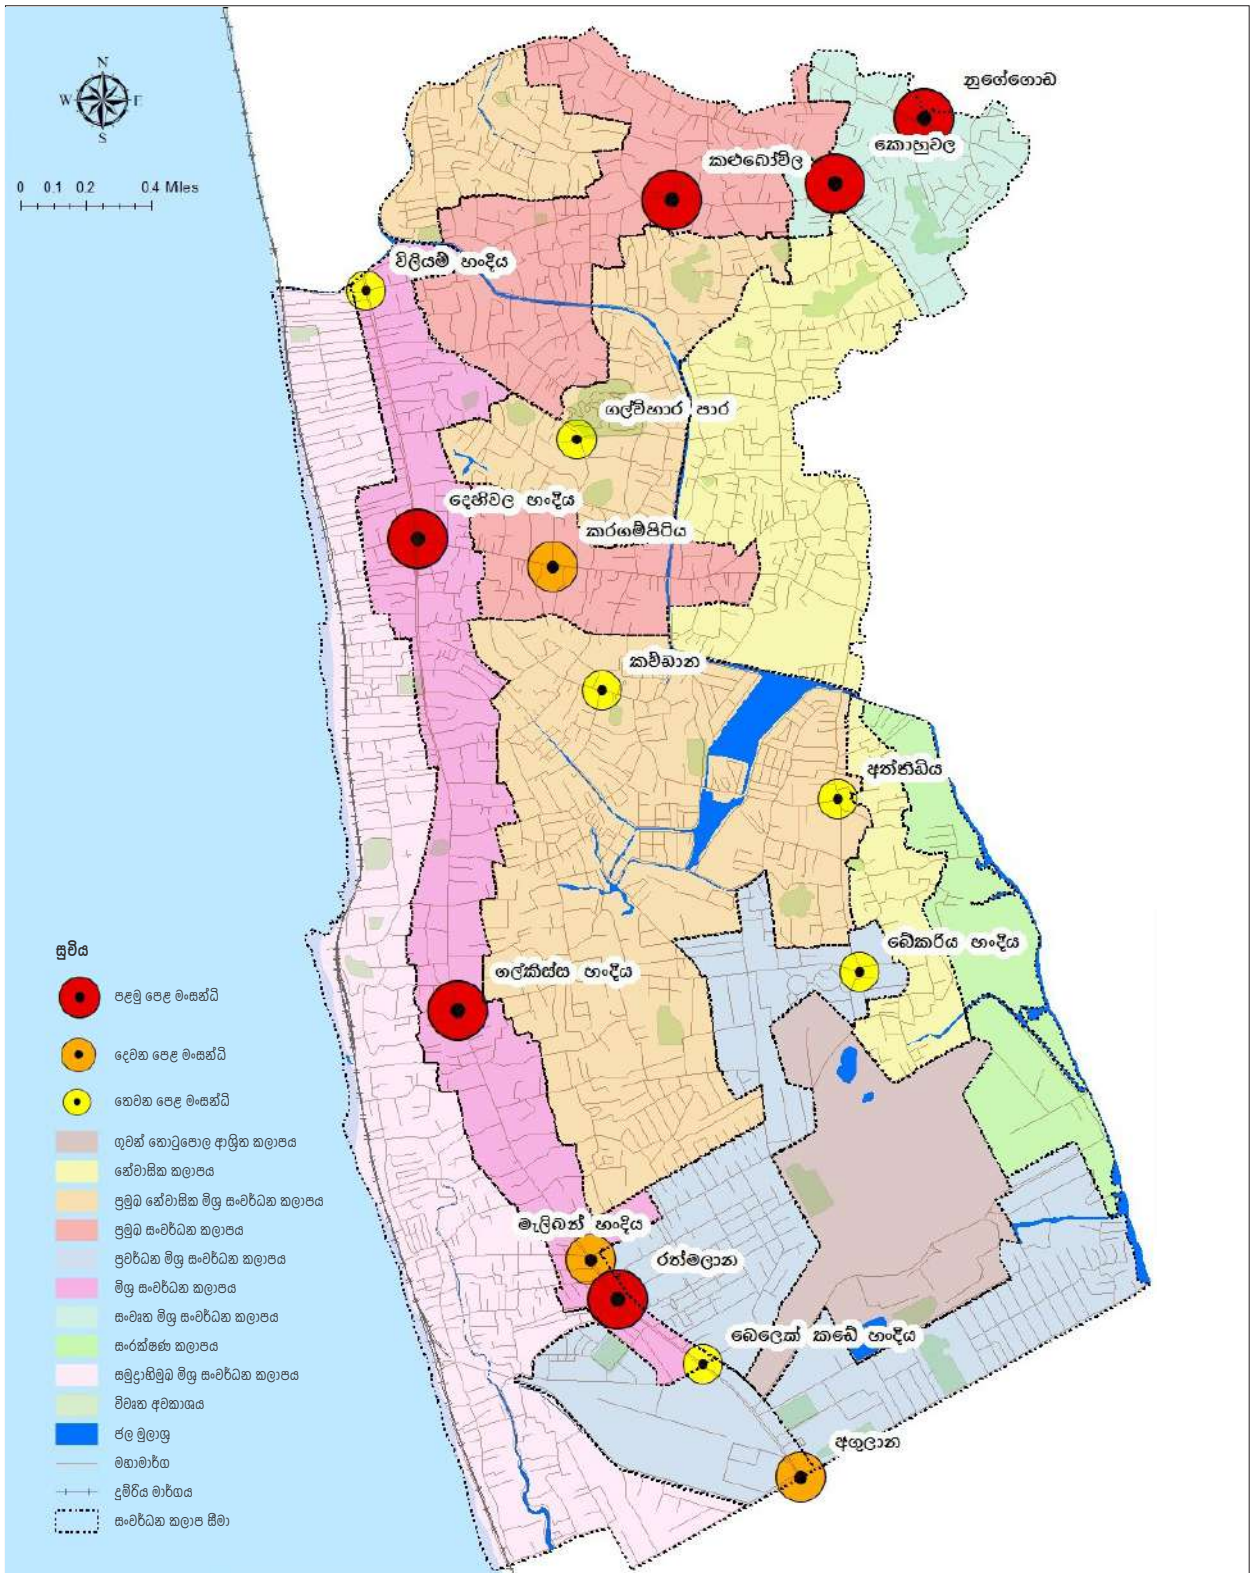 N
W E
S
0 0.1 0.2 0.4 Miles
නුගේගොඩ
කොහුවල
කළුබෝවිල
විලියම් හංදිය
ගල්විහාර පාර
දෙහිවල හංදිය
කරගම්පිටිය
කව්ඩාන
අත්තිඩිය
බේකරිය හංදිය
ගල්කිස්ස හංදිය
මැලිබන් හංදිය
රත්මලාන
බෙලෙක් කඩේ හංදිය
අගුලාන
සුචිය
පළමු පෙළ මංසන්ධි
දෙවන පෙළ මංසන්ධි
තෙවන පෙළ මංසන්ධි
ගුවන් තොටුපොල ආශ්‍රිත කලාපය
නේවාසික කලාපය
ප්‍රමුඛ නේවාසික මිශ්‍ර සංවර්ධන කලාපය
ප්‍රමුඛ සංවර්ධන කලාපය
ප්‍රවර්ධන මිශ්‍ර සංවර්ධන කලාපය
මිශ්‍ර සංවර්ධන කලාපය
සංවෘත මිශ්‍ර සංවර්ධන කලාපය
සංරක්ෂණ කලාපය
සමුද්‍රාභිමුඛ මිශ්‍ර සංවර්ධන කලාපය
විවෘත අවකාශය
ජල මූලාශ්‍ර
මහාමාර්ග
දුම්රිය මාර්ගය
සංවර්ධන කලාප සීමා